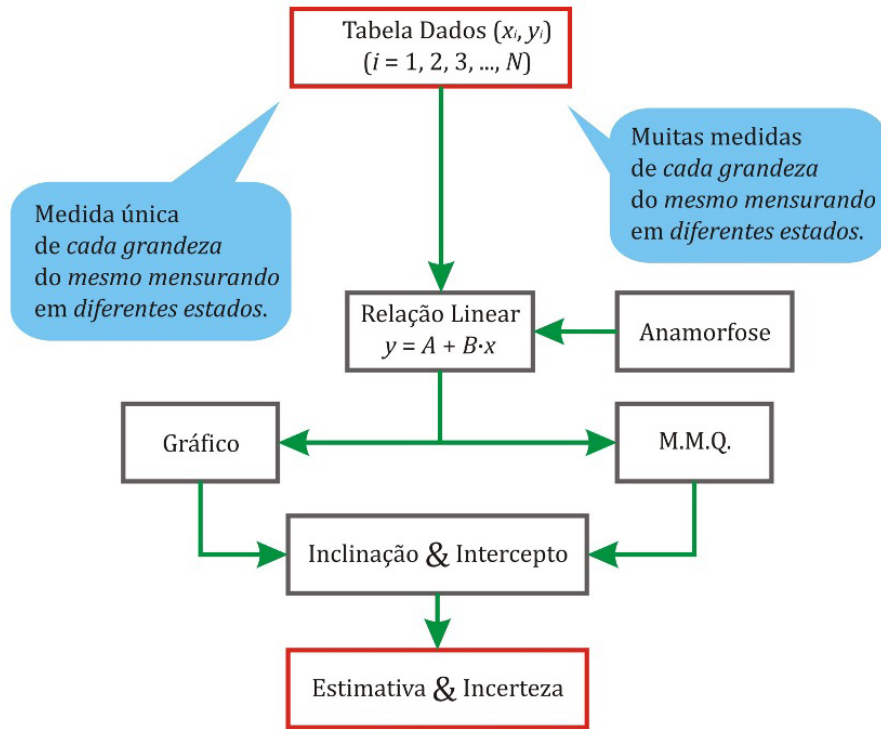 Tabela Dados (xᵢ, yᵢ)
(i = 1, 2, 3, ..., N)
Medida única
de cada grandeza
do mesmo mensurando
em diferentes estados.
Muitas medidas
de cada grandeza
do mesmo mensurando
em diferentes estados.
Relação Linear
y = A + B·x
Anamorfose
Gráfico
M.M.Q.
Inclinação & Intercepto
Estimativa & Incerteza